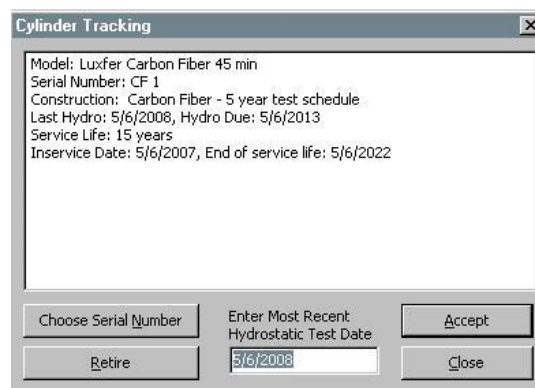 Cylinder Tracking
Model: Luxfer Carbon Fiber 45 min
Serial Number: CF 1
Construction:  Carbon Fiber - 5 year test schedule
Last Hydro: 5/6/2008, Hydro Due: 5/6/2013
Service Life: 15 years
Inservice Date: 5/6/2007, End of service life: 5/6/2022
Choose Serial Number
Enter Most Recent
Hydrostatic Test Date
Accept
Retire
5/6/2008
Close